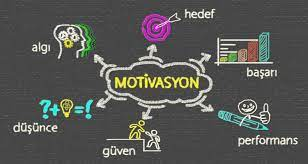 hedef
algı
MOTİVASYON
başarı
düşünce
güven
performans